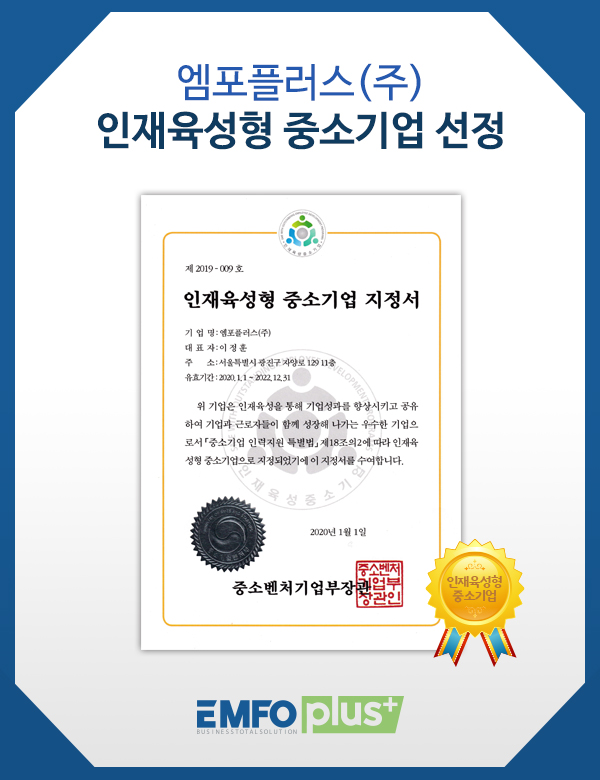 엠포플러스(주)
인재육성형 중소기업 선정
제 2019 - 009 호
인재육성형 중소기업 지정서
기 업 명 : 엠포플러스(주)
대 표 자 : 이 정 훈
주 소 : 서울특별시 광진구 자양로 129 11층
유효기간 : 2020. 1. 1 ~ 2022. 12. 31
위 기업은 인재육성을 통해 기업성과를 향상시키고 공유
하여 기업과 근로자들이 함께 성장해 나가는 우수한 기업으
로서 「중소기업 인력지원 특별법」 제18조의2에 따라 인재육
성형 중소기업으로 지정되었기에 이 지정서를 수여합니다.
인재육성형중소기업
2020년 1월 1일
중소벤처기업부장관
중소벤처
기업부
장관인
인재육성형
중소기업
EMFO plus+
BUSINESS TOTAL SOLUTION